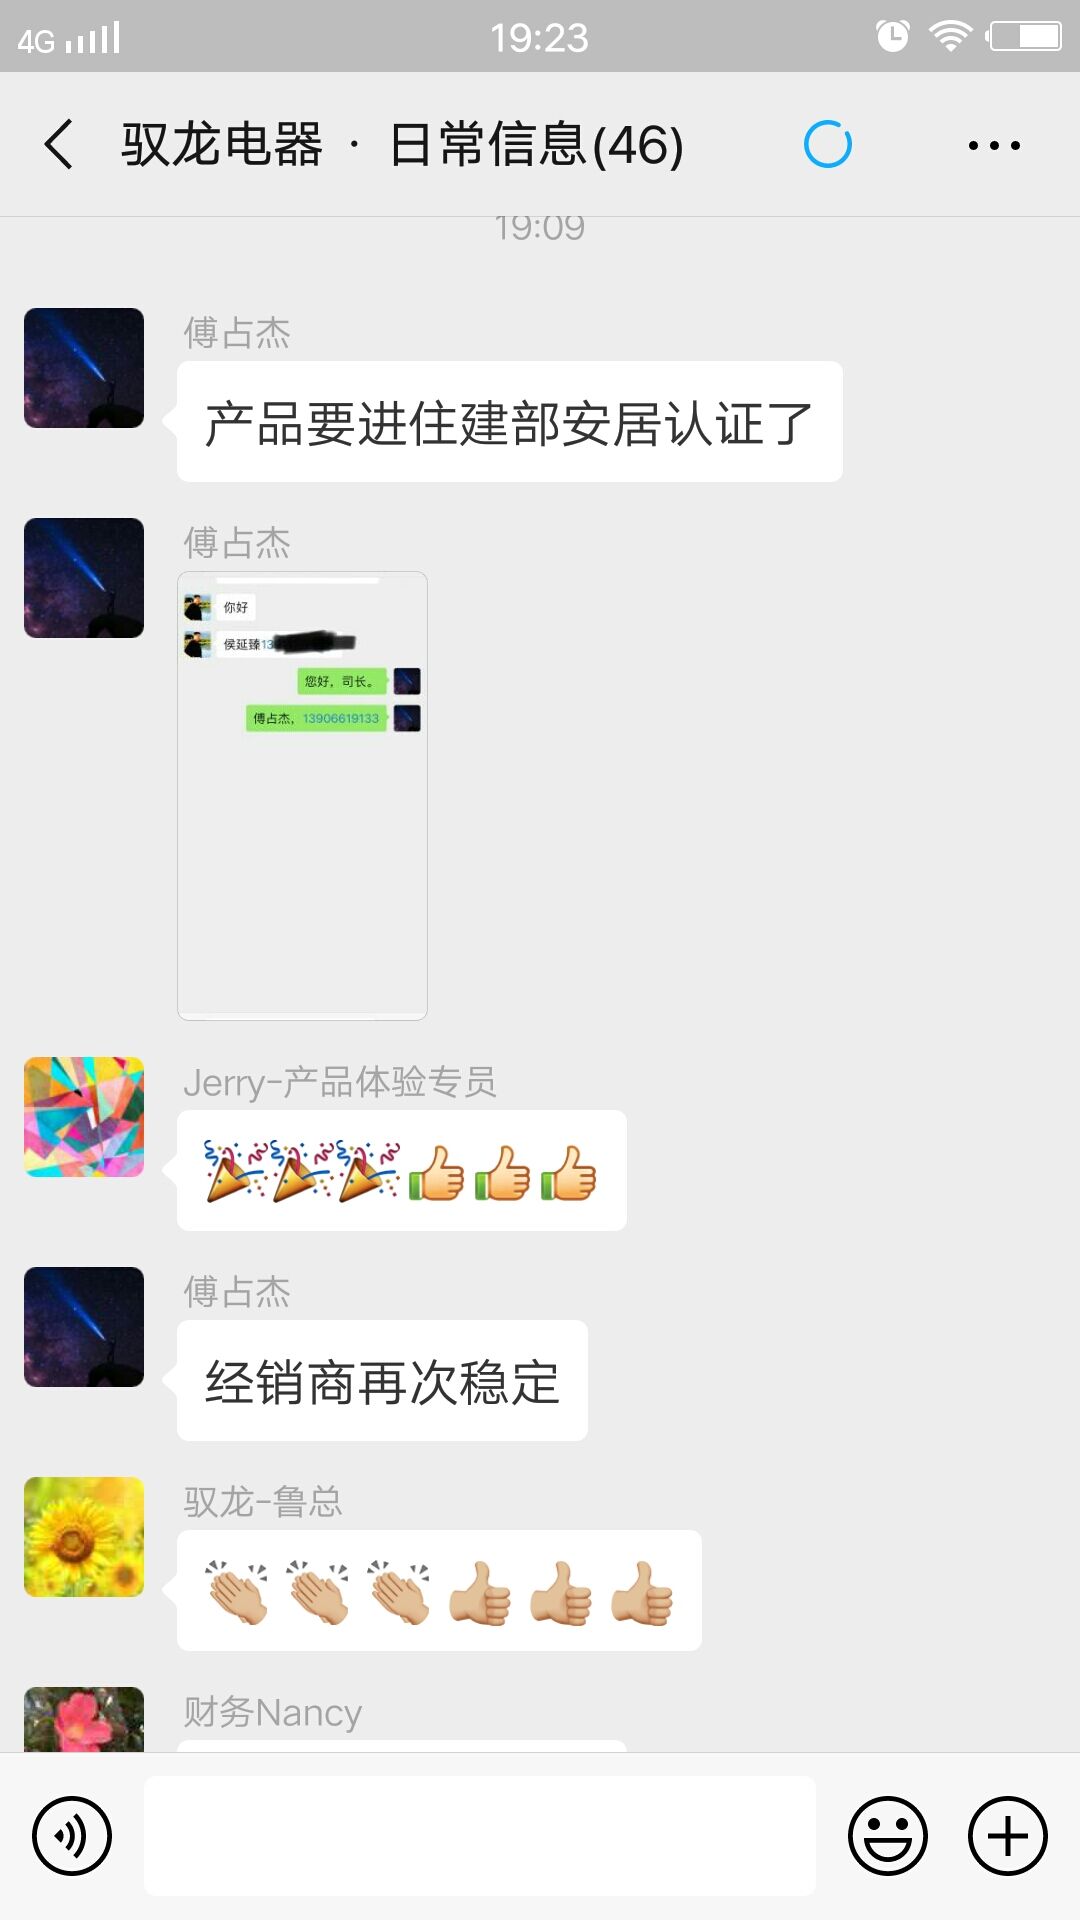 4G 19:23
驭龙电器 · 日常信息(46)
19:09
傅占杰
产品要进住建部安居认证了
傅占杰
你好
侯延臻13
您好，司长。
傅占杰，13906619133
Jerry-产品体验专员
🎉🎉🎉👍👍👍
傅占杰
经销商再次稳定
驭龙-鲁总
👏🏼👏🏼👏🏼👍🏼👍🏼👍🏼
财务Nancy